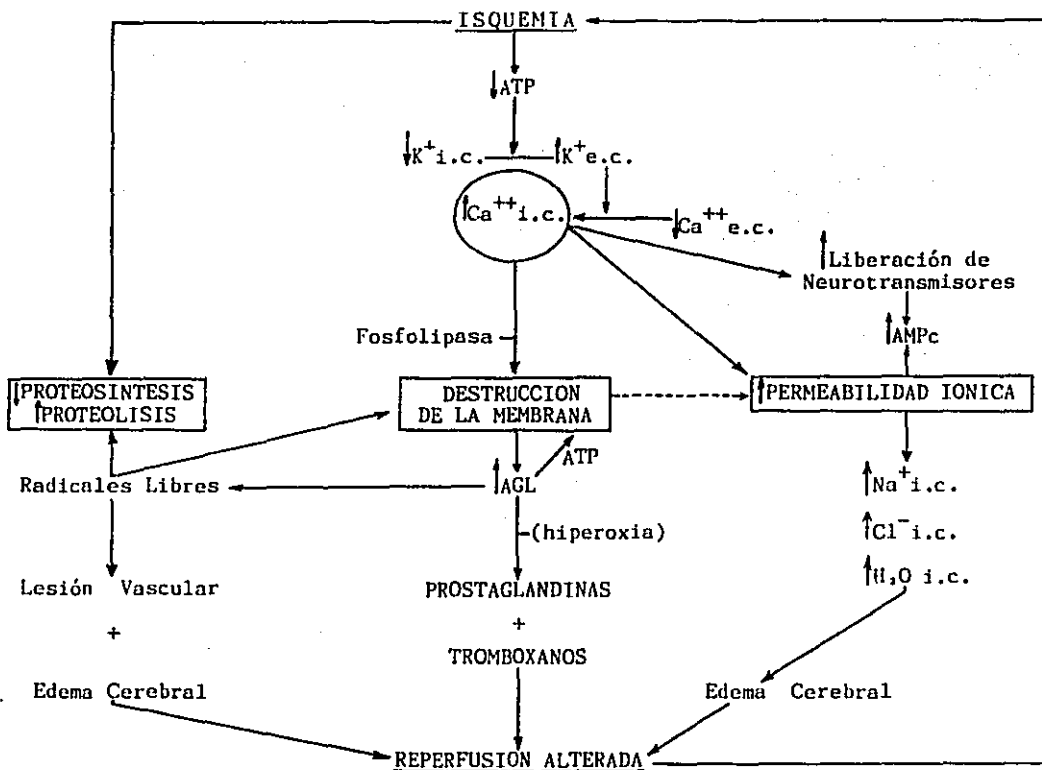 ISQUEMIA
↓ATP
↓K⁺i.c. ↑K⁺e.c.
↑Ca⁺⁺i.c.
↓Ca⁺⁺e.c.
↑Liberación de
Neurotransmisores
↑AMPc
Fosfolipasa
↓PROTEOSINTESIS
↑PROTEOLISIS
DESTRUCCION
DE LA MEMBRANA
↑PERMEABILIDAD IONICA
ATP
Radicales Libres
↑AGL
↑Na⁺i.c.
(hiperoxia)
↑Cl⁻i.c.
Lesión Vascular
PROSTAGLANDINAS
↑H₂O i.c.
+
+
TROMBOXANOS
Edema Cerebral
Edema Cerebral
REPERFUSION ALTERADA